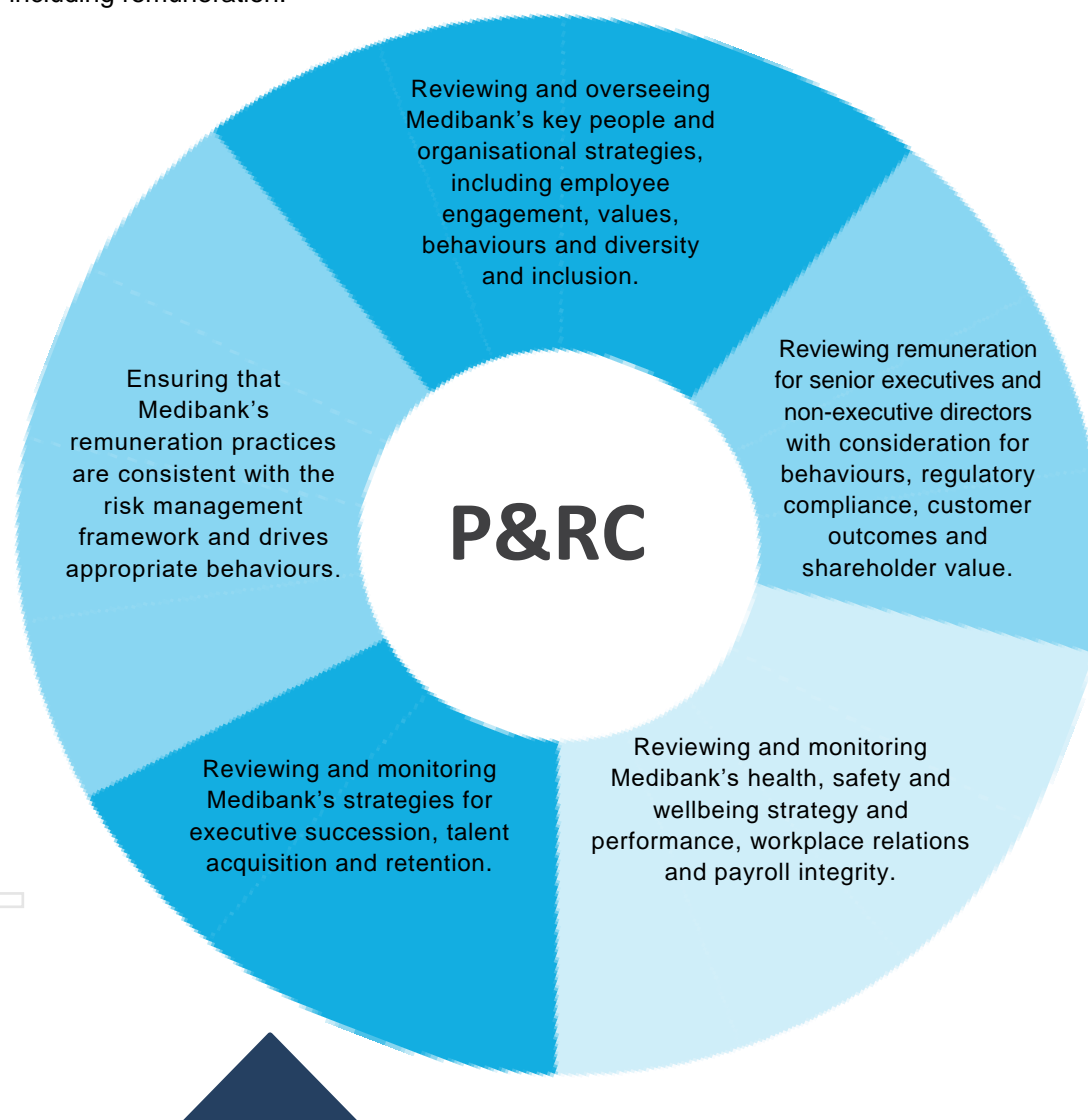 including remuneration.
Reviewing and overseeing
Medibank’s key people and
organisational strategies,
including employee
engagement, values,
behaviours and diversity
and inclusion.
Reviewing remuneration
for senior executives and
non-executive directors
with consideration for
behaviours, regulatory
compliance, customer
outcomes and
shareholder value.
Ensuring that
Medibank’s
remuneration practices
are consistent with the
risk management
framework and drives
appropriate behaviours.
P&RC
Reviewing and monitoring
Medibank’s health, safety and
wellbeing strategy and
performance, workplace relations
and payroll integrity.
Reviewing and monitoring
Medibank’s strategies for
executive succession, talent
acquisition and retention.